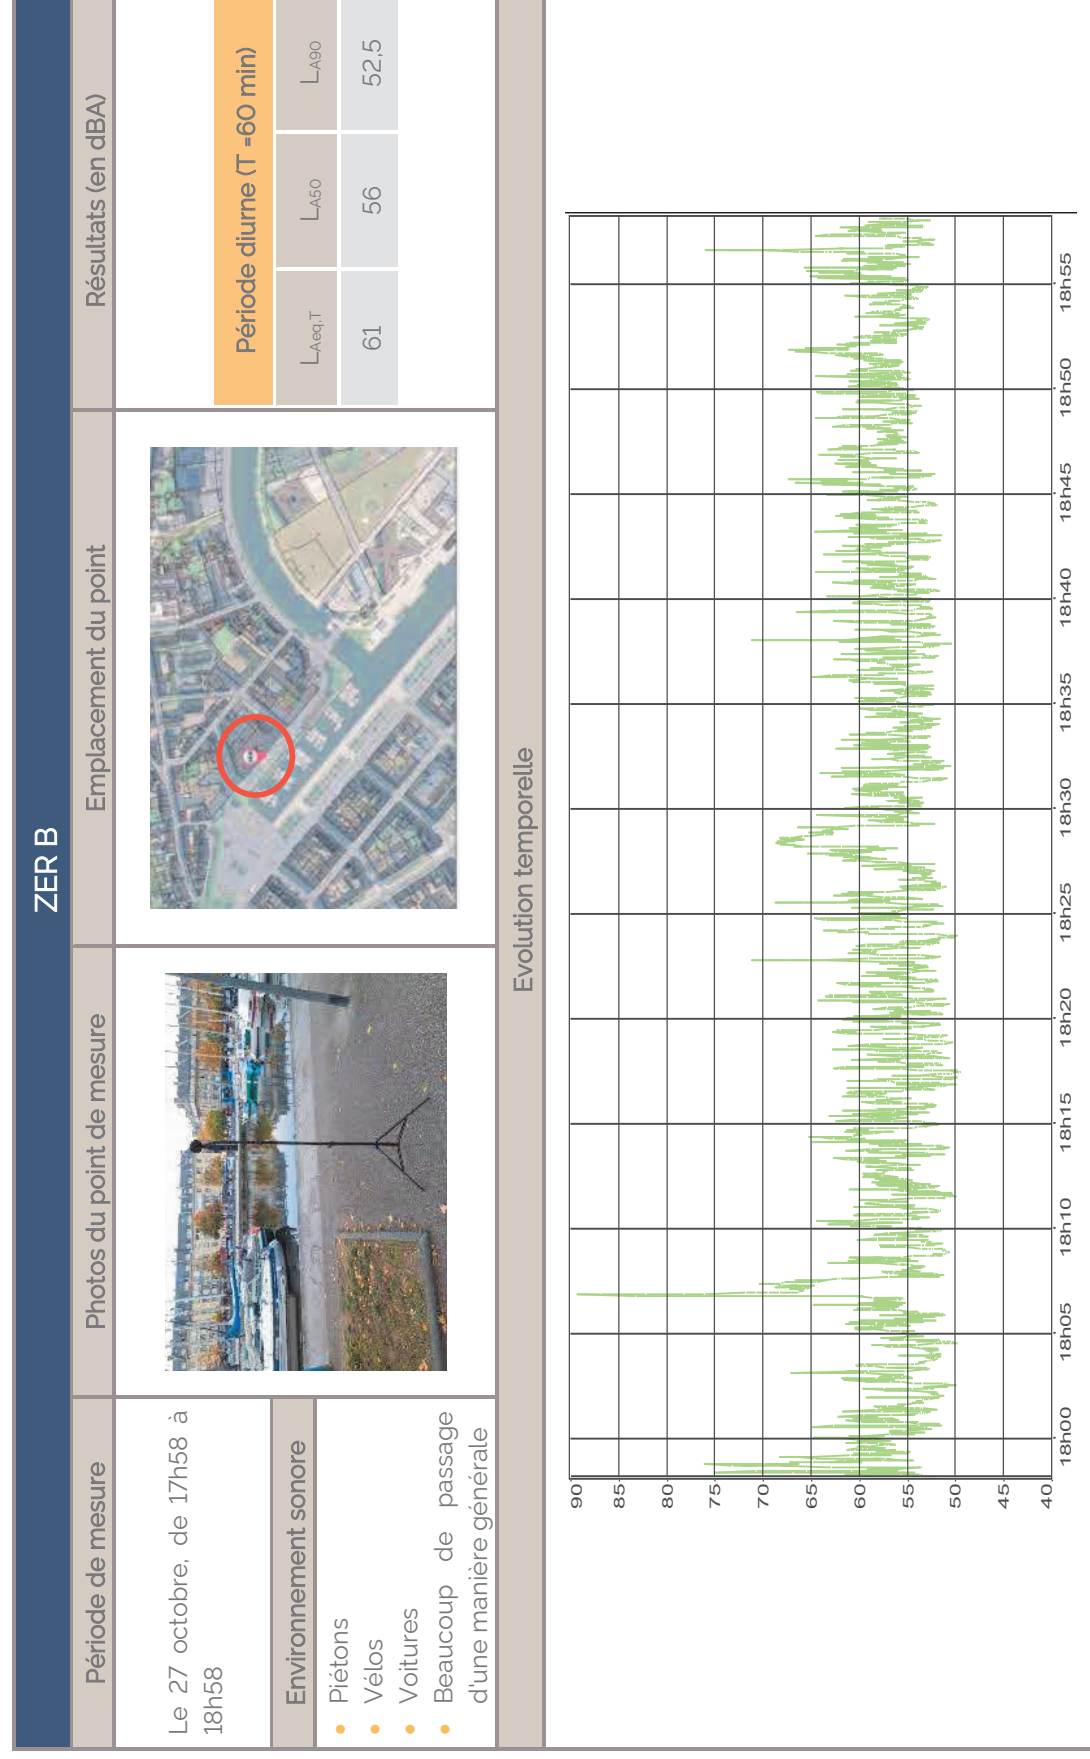 ZER B
Période de mesure
Photos du point de mesure
Emplacement du point
Résultats (en dBA)
Le 27 octobre, de 17h58 à
18h58
Environnement sonore
• Piétons
• Vélos
• Voitures
• Beaucoup de passage
d'une manière générale
Période diurne (T =60 min)
LAeq,T LA50 LA90
61 56 52,5
Evolution temporelle
90
85
80
75
70
65
60
55
50
45
40
18h00 18h05 18h10 18h15 18h20 18h25 18h30 18h35 18h40 18h45 18h50 18h55